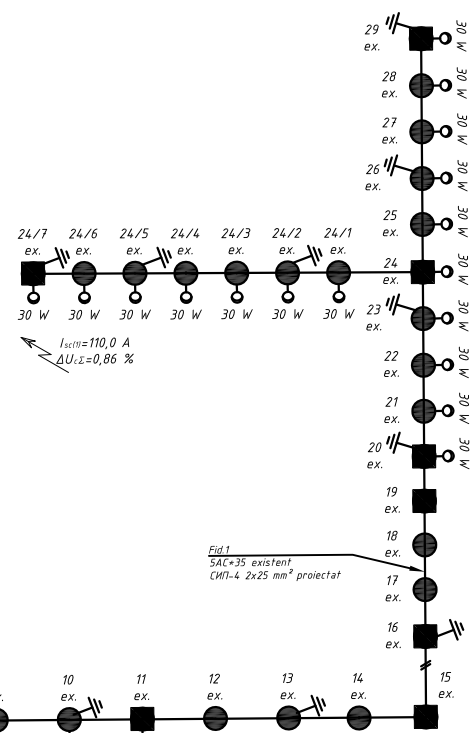 29
ex.
30 W
28
ex.
30 W
27
ex.
30 W
26
ex.
30 W
25
ex.
30 W
24/7
ex.
24/6
ex.
24/5
ex.
24/4
ex.
24/3
ex.
24/2
ex.
24/1
ex.
24
ex.
30 W
30 W
30 W
30 W
30 W
30 W
30 W
30 W
23
ex.
30 W
Isc(1)=110,0 A
ΔUcΣ=0,86 %
22
ex.
30 W
21
ex.
30 W
20
ex.
30 W
19
ex.
18
ex.
Fid.1
5AC*35 existent
СИП-4 2x25 mm² proiectat
17
ex.
16
ex.
10
ex.
11
ex.
12
ex.
13
ex.
14
ex.
15
ex.